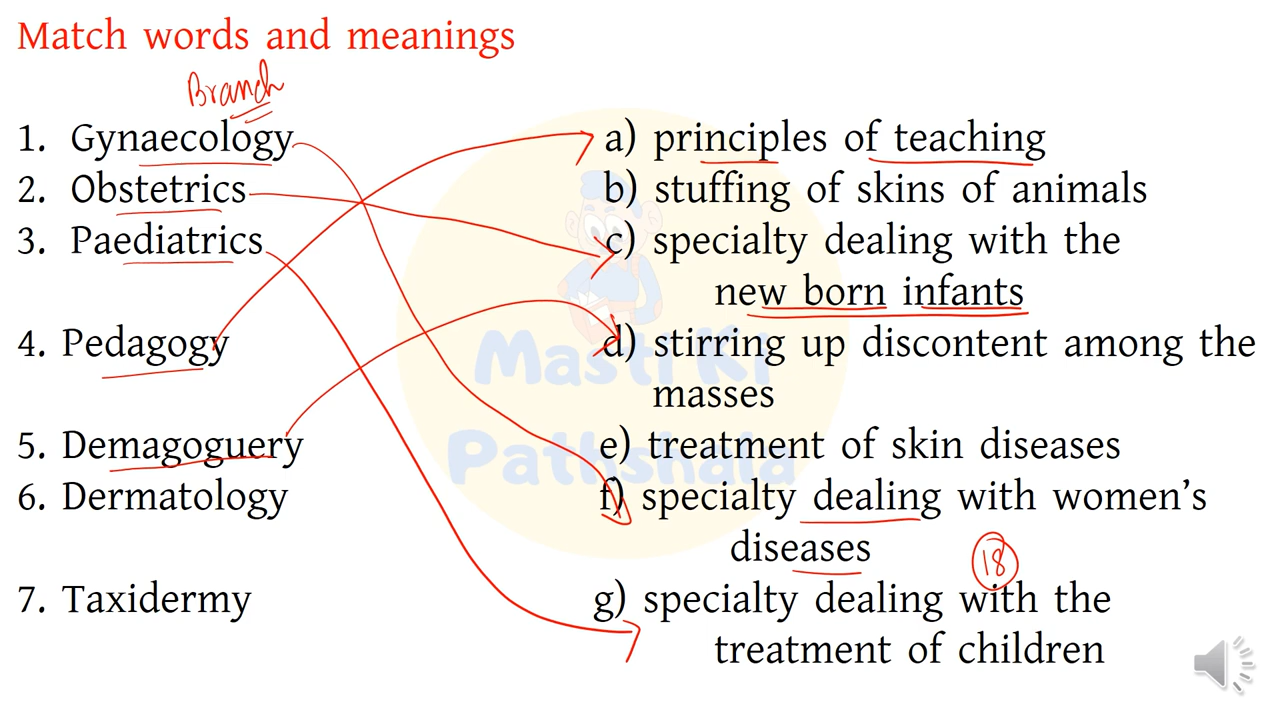 Match words and meanings
Branch
1. Gynaecology
a) principles of teaching
2. Obstetrics
b) stuffing of skins of animals
3. Paediatrics
c) specialty dealing with the
new born infants
4. Pedagogy
d) stirring up discontent among the
masses
5. Demagoguery
e) treatment of skin diseases
6. Dermatology
f) specialty dealing with women’s
diseases
18
7. Taxidermy
g) specialty dealing with the
treatment of children
Masti Ki
Pathshala